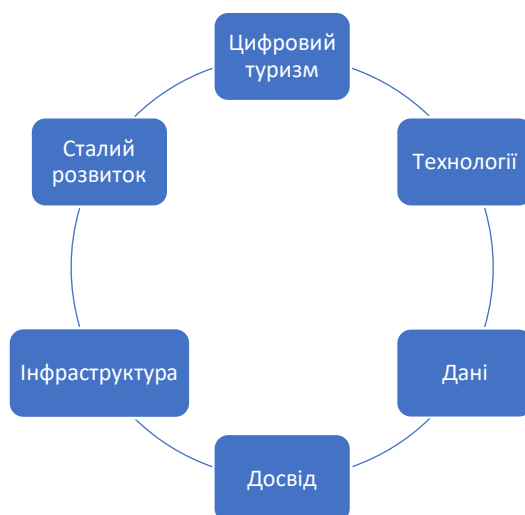 Цифровий
туризм
Технології
Дані
Досвід
Інфраструктура
Сталий
розвиток